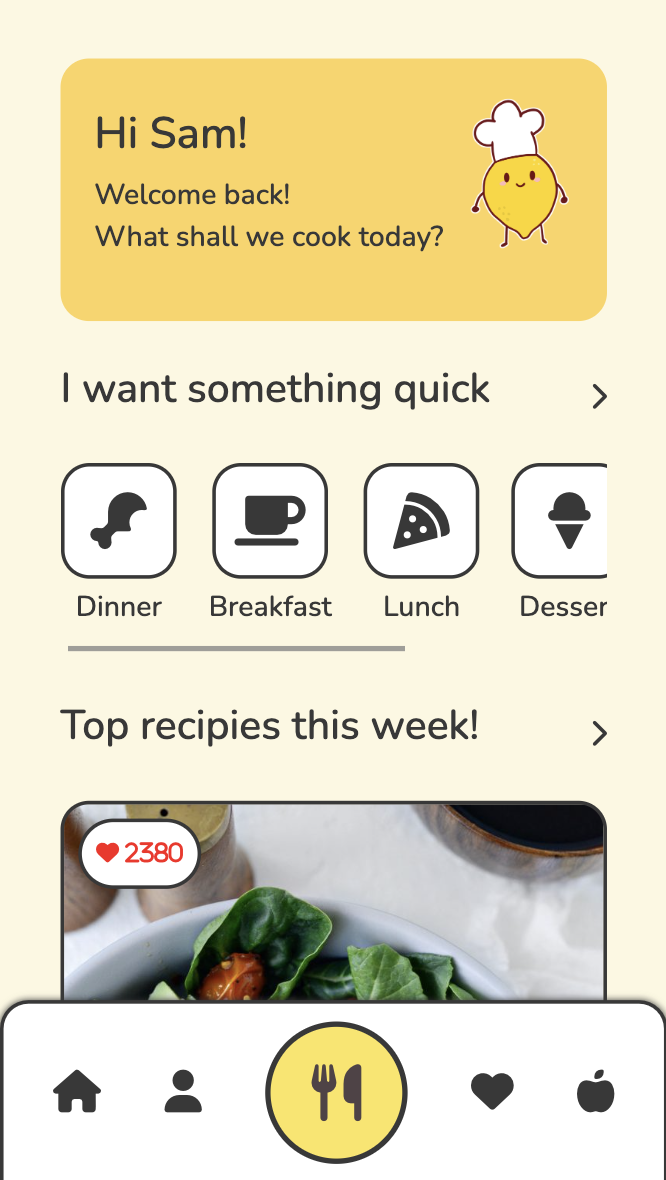 Hi Sam!
Welcome back!
What shall we cook today?
I want something quick
Dinner Breakfast Lunch Desser
Top recipies this week!
2380